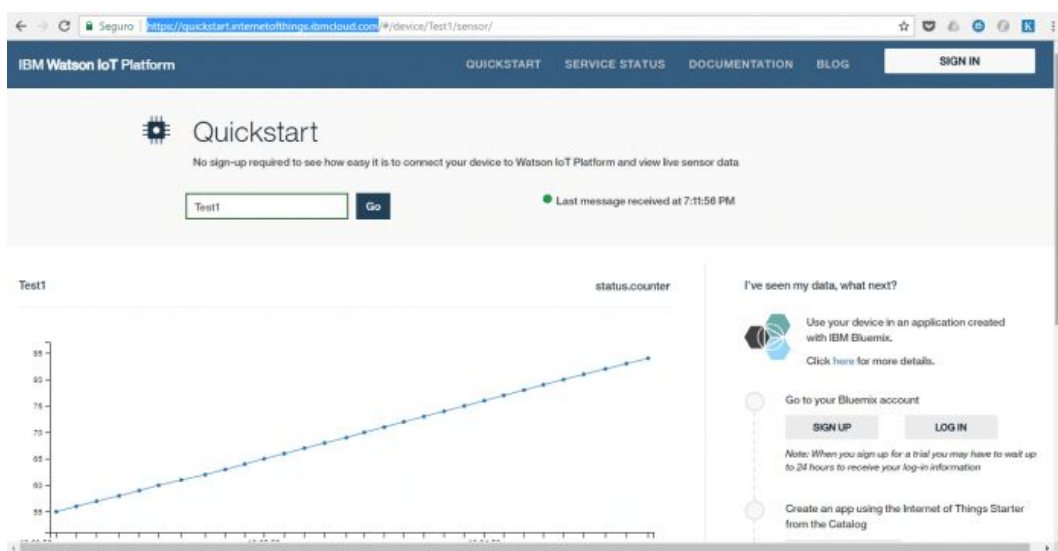 Seguro
https://quickstart.internetofthings.ibmcloud.com/#/device/Test1/sensor/
IBM Watson IoT Platform
QUICKSTART
SERVICE STATUS
DOCUMENTATION
BLOG
SIGN IN
Quickstart
No sign-up required to see how easy it is to connect your device to Watson IoT Platform and view live sensor data
Test1
Go
Last message received at 7:11:56 PM
Test1
status.counter
85
80
75
70
65
60
55
I've seen my data, what next?
Use your device in an application created
with IBM Bluemix.
Click here for more details.
Go to your Bluemix account
SIGN UP
LOG IN
Note: When you sign up for a trial you may have to wait up
to 24 hours to receive your log-in information
Create an app using the Internet of Things Starter
from the Catalog